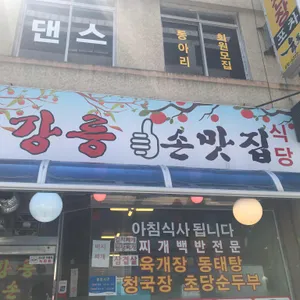 댄스
동아리
회원모집
강릉 손맛집 식당
아침식사 됩니다
찌개백반전문
육개장 동태탕
청국장 초당순두부